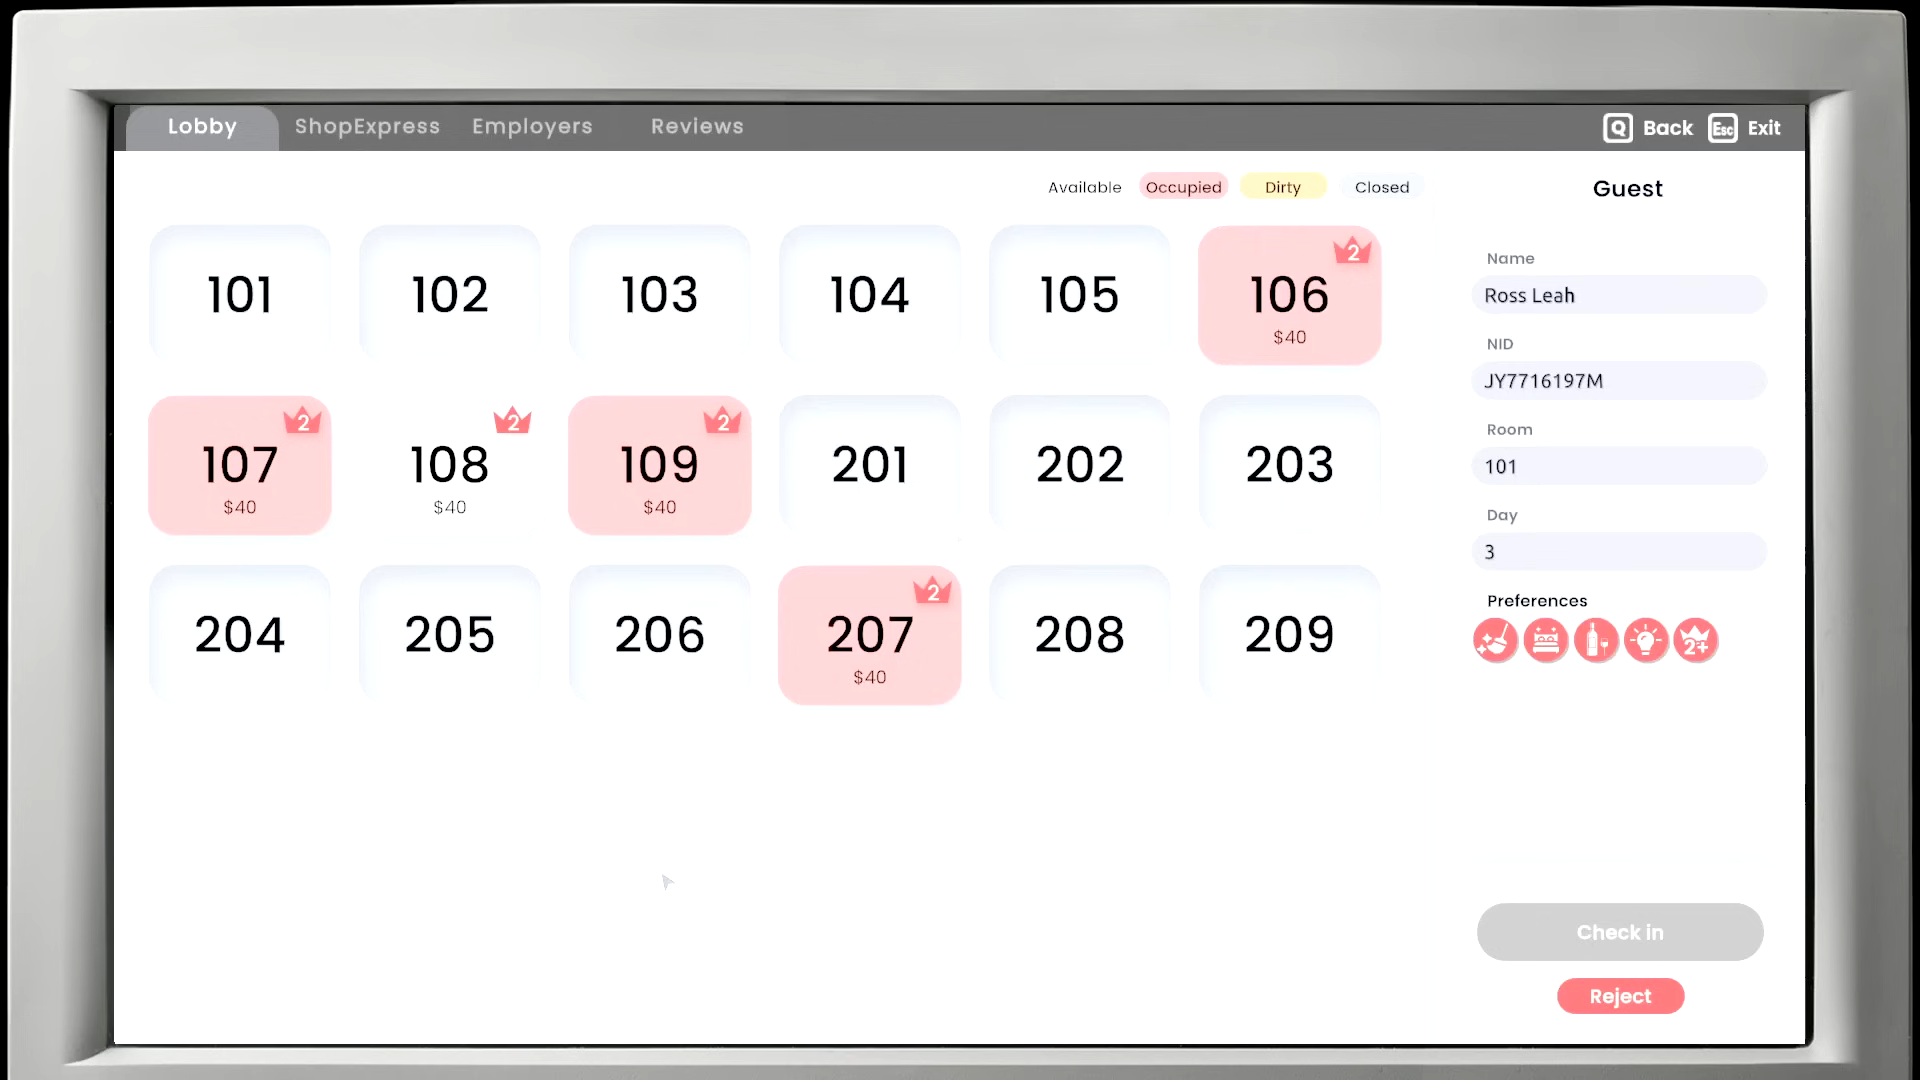 Lobby ShopExpress Employers Reviews Q Back Esc Exit
Available Occupied Dirty Closed
101 102 103 104 105 2 106 $40
2 107 $40 2 108 $40 2 109 $40 201 202 203
204 205 206 2 207 $40 208 209
Guest
Name
Ross Leah
NID
JY7716197M
Room
101
Day
3
Preferences
2+
Check in
Reject